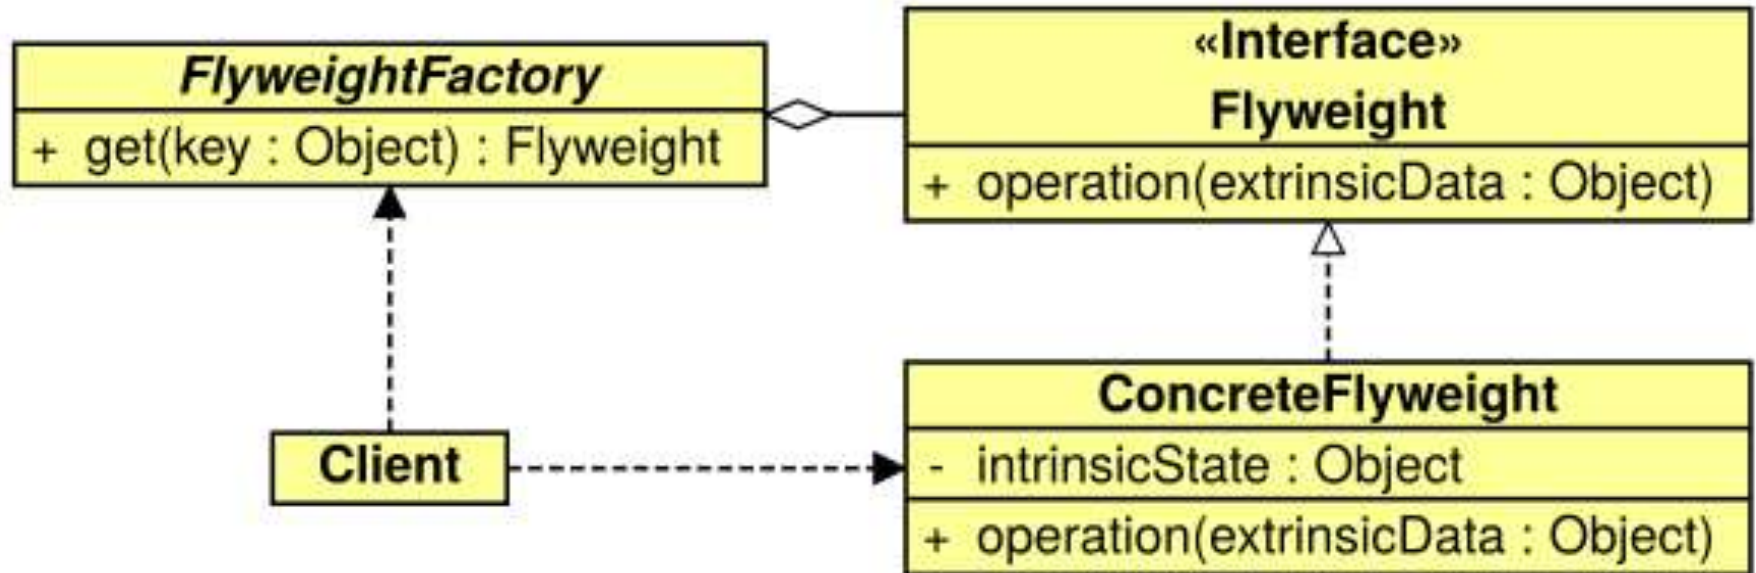 FlyweightFactory
+ get(key : Object) : Flyweight
«Interface»
Flyweight
+ operation(extrinsicData : Object)
Client
ConcreteFlyweight
- intrinsicState : Object
+ operation(extrinsicData : Object)